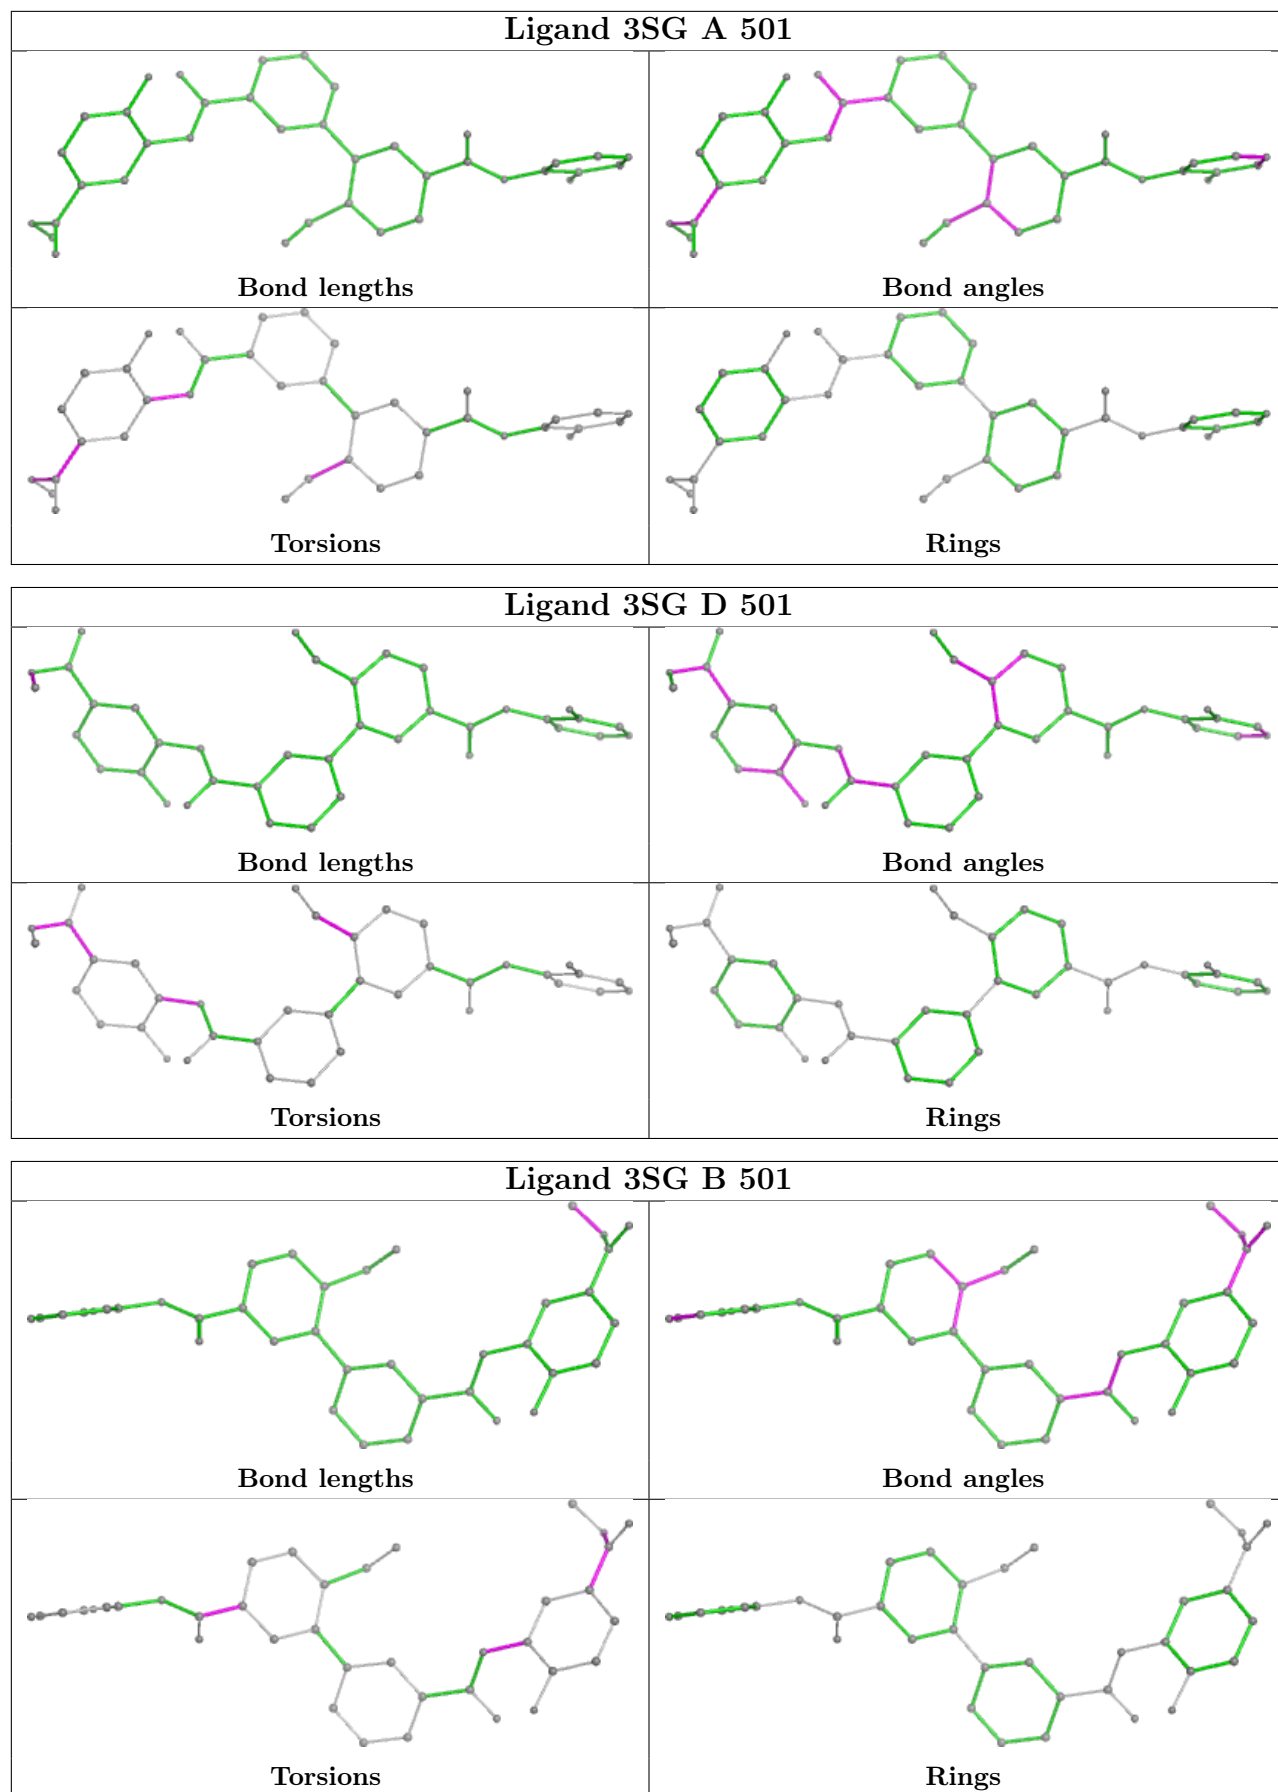 Ligand 3SG A 501
Bond lengths
Bond angles
Torsions
Rings
Ligand 3SG D 501
Bond lengths
Bond angles
Torsions
Rings
Ligand 3SG B 501
Bond lengths
Bond angles
Torsions
Rings